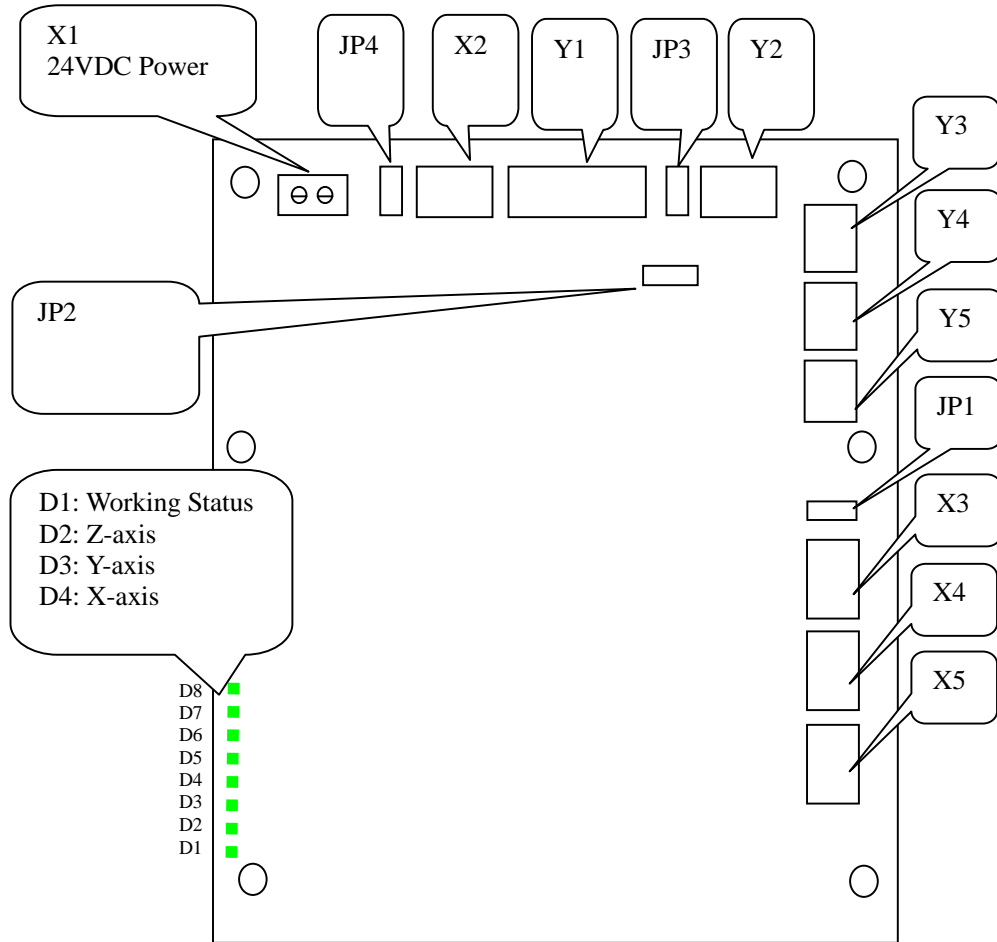 X1
24VDC Power
JP4
X2
Y1
JP3
Y2
Y3
Y4
Y5
JP2
JP1
X3
X4
X5
D1: Working Status
D2: Z-axis
D3: Y-axis
D4: X-axis
D8
D7
D6
D5
D4
D3
D2
D1